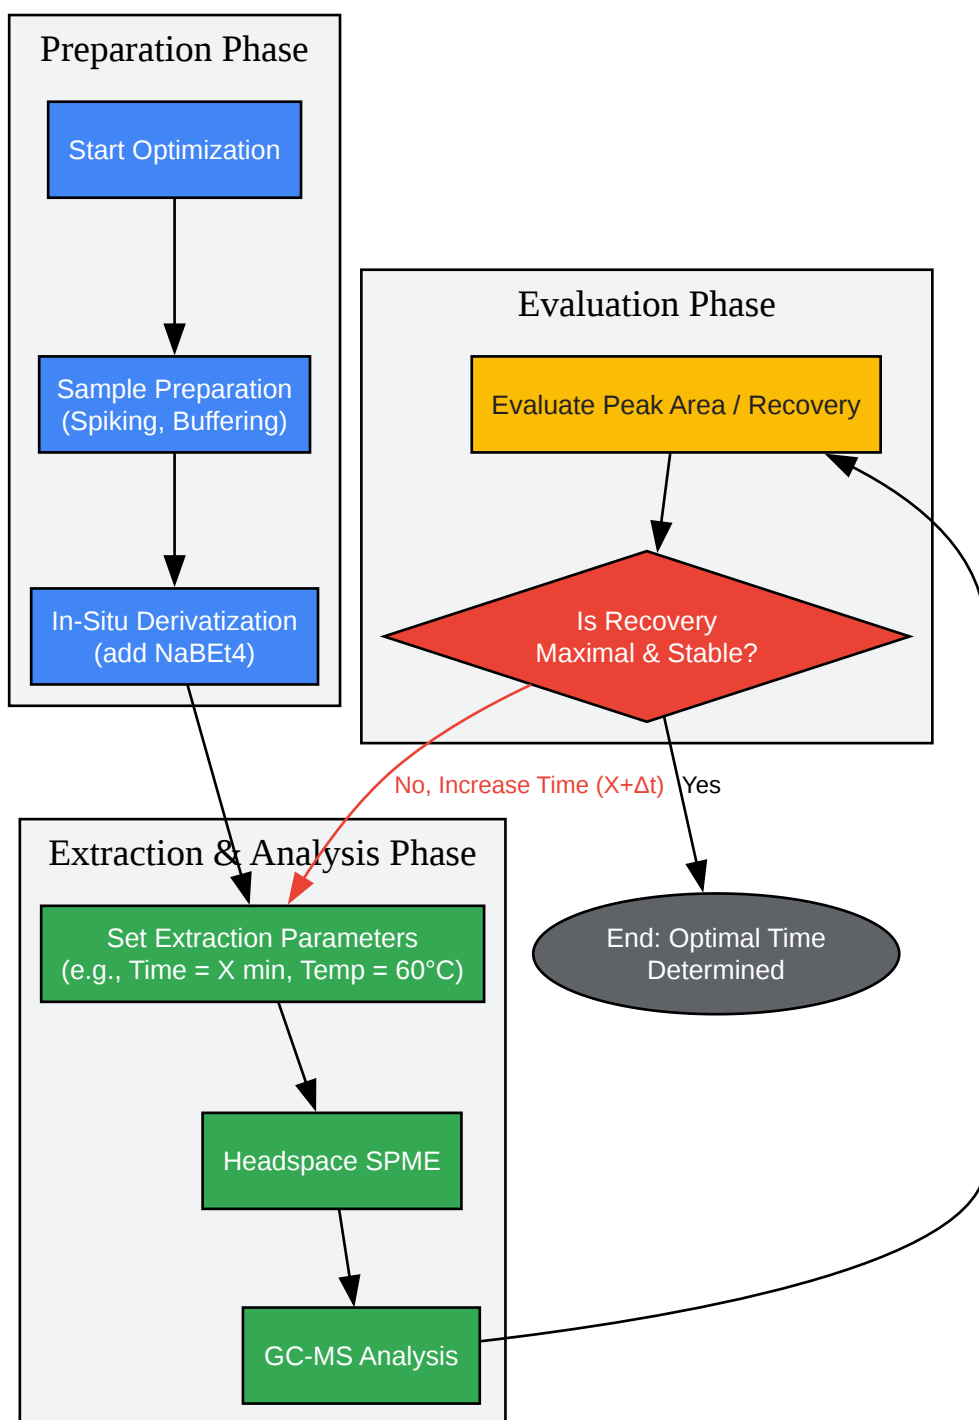 Preparation Phase
Start Optimization
Sample Preparation
(Spiking, Buffering)
In-Situ Derivatization
(add NaBEt4)
Evaluation Phase
Evaluate Peak Area / Recovery
Is Recovery
Maximal & Stable?
No, Increase Time (X+Δt)
Yes
Extraction & Analysis Phase
Set Extraction Parameters
(e.g., Time = X min, Temp = 60°C)
End: Optimal Time
Determined
Headspace SPME
GC-MS Analysis